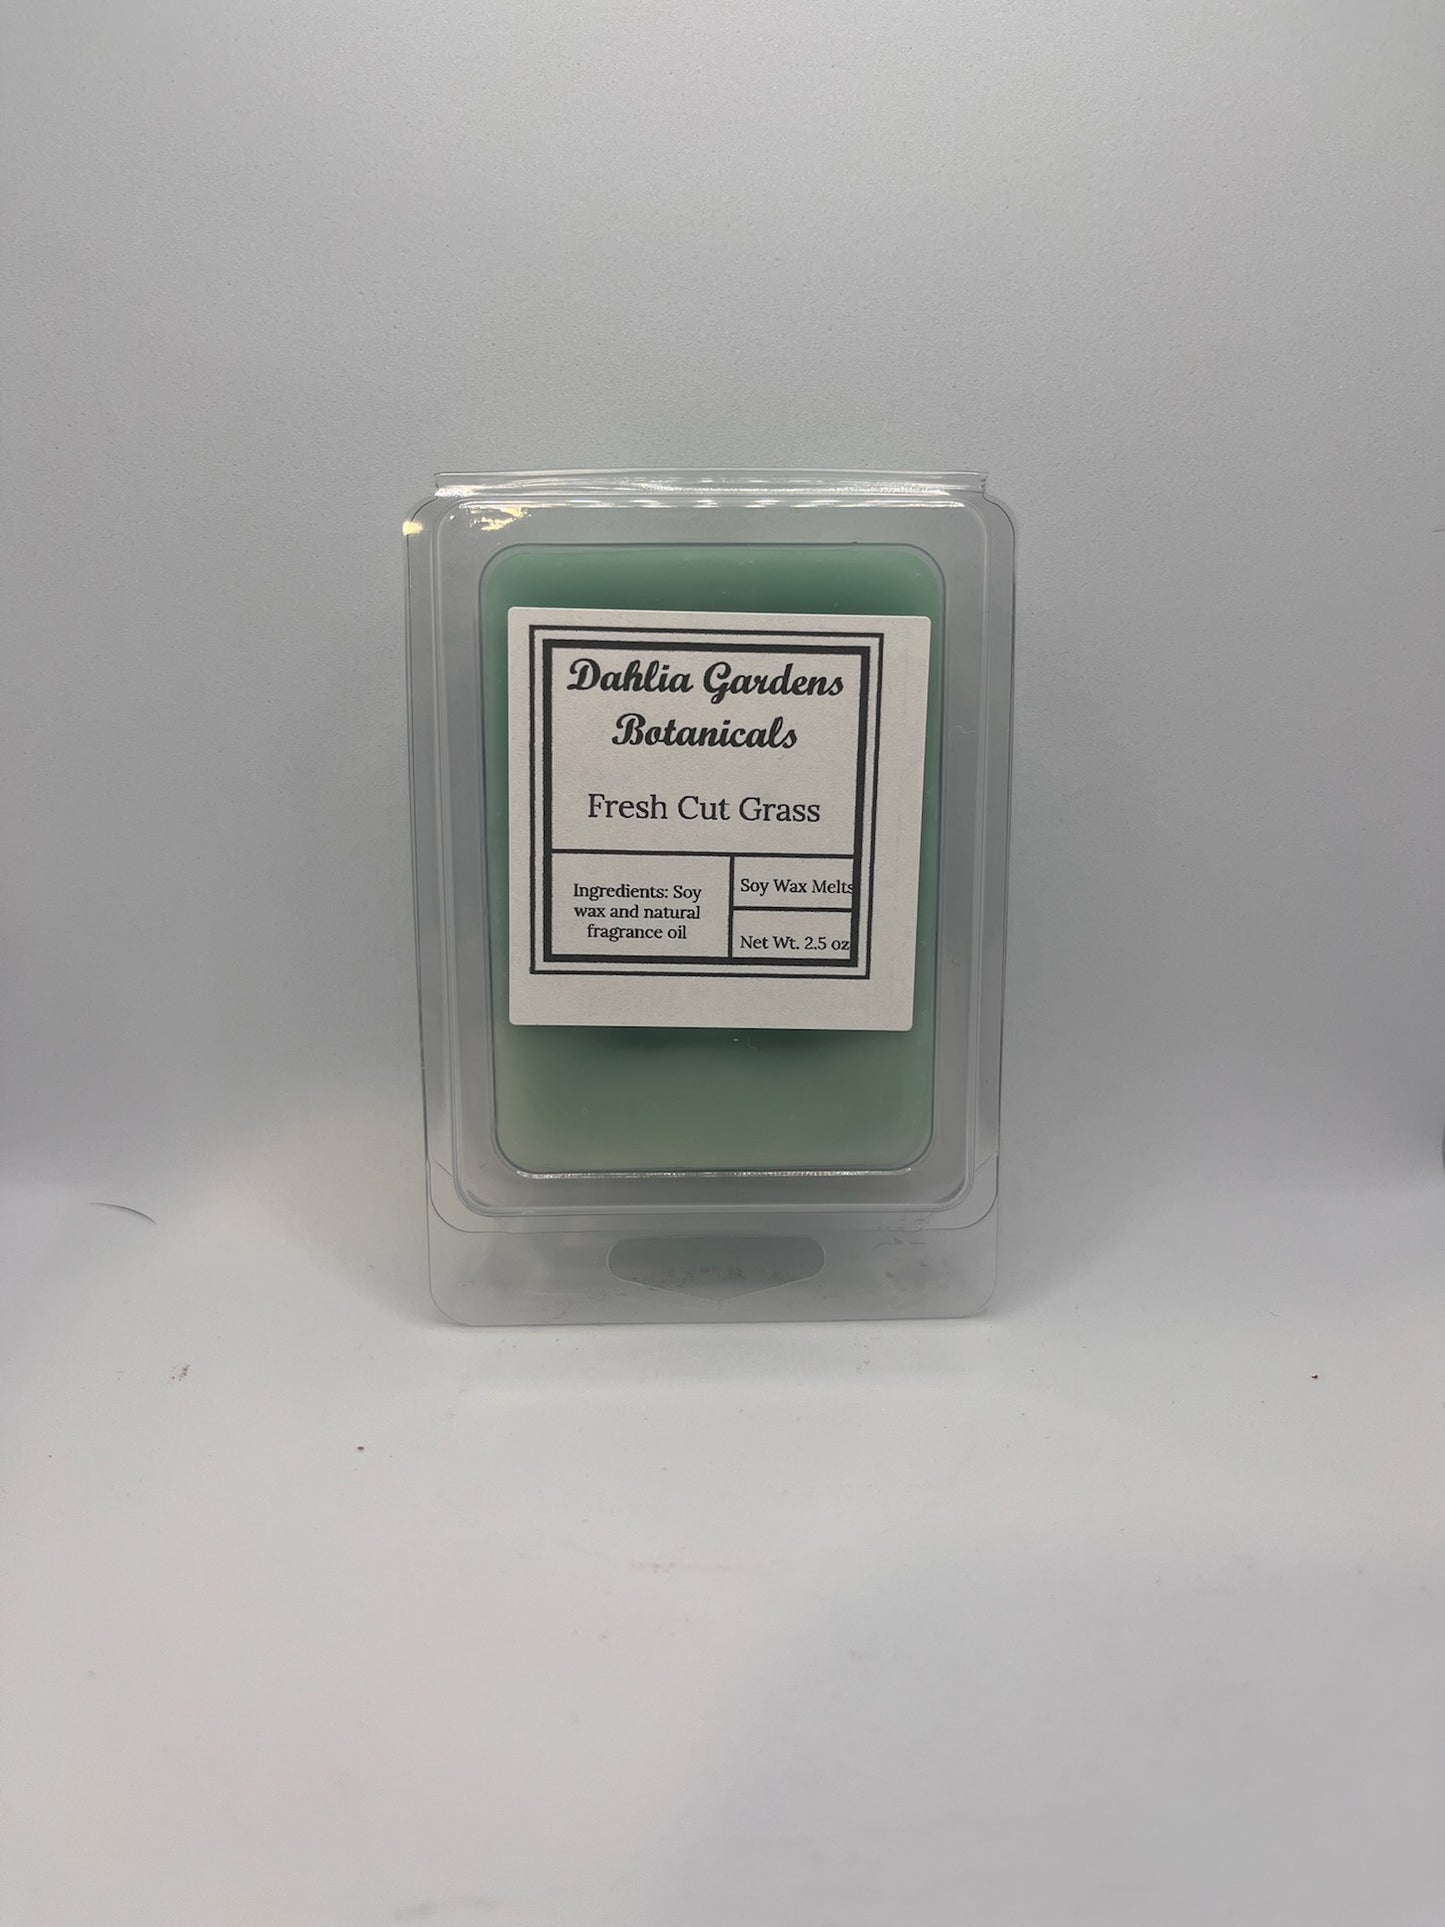 Dahlia Gardens
Botanicals
Fresh Cut Grass
Ingredients: Soy
wax and natural
fragrance oil
Soy Wax Melts
Net Wt. 2.5 oz